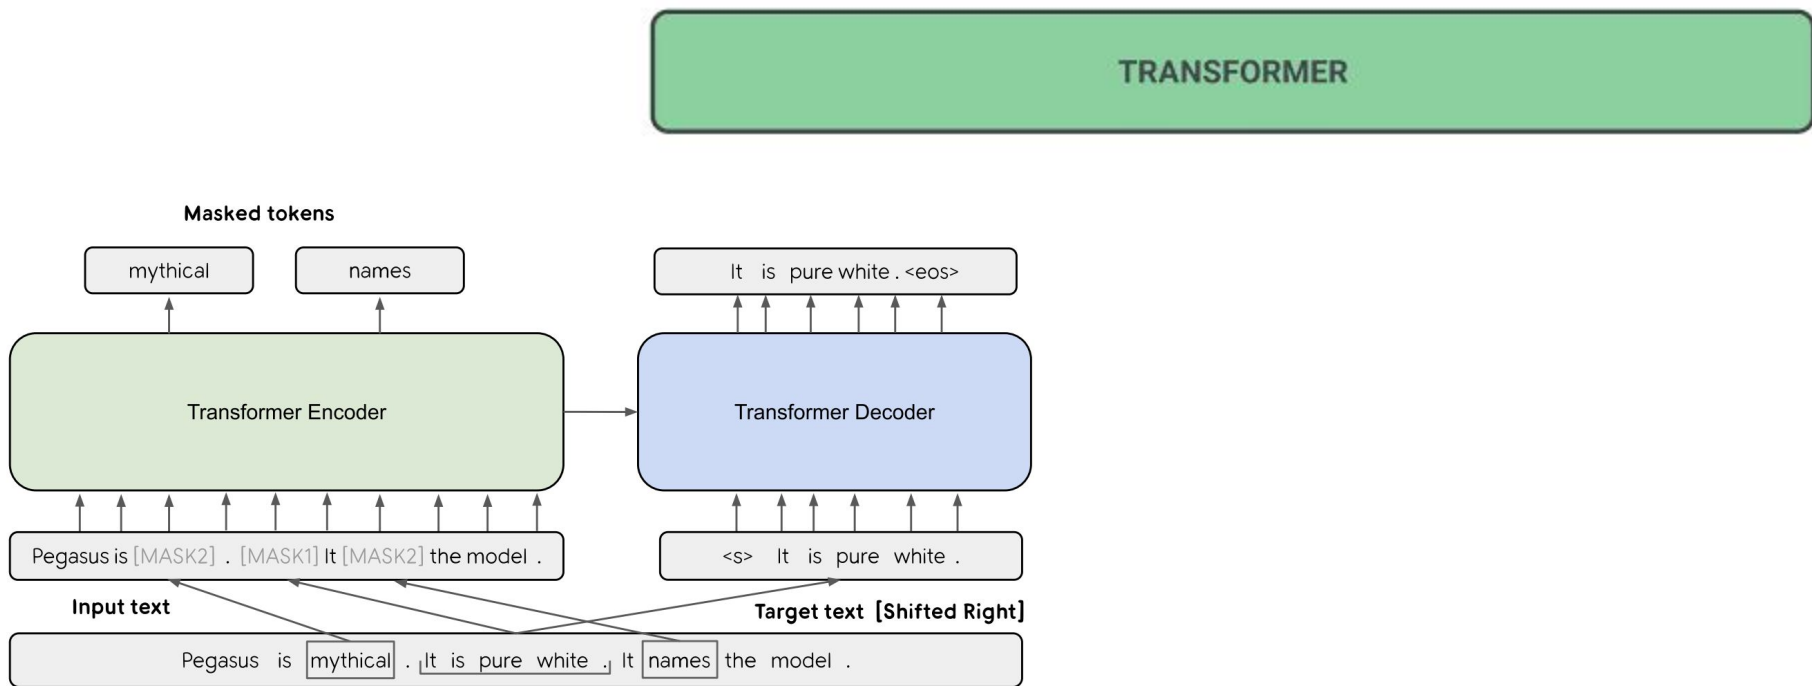 TRANSFORMER
Masked tokens
mythical
names
It is pure white . <eos>
Transformer Encoder
Transformer Decoder
Pegasus is [MASK2] . [MASK1] It [MASK2] the model .
<s> It is pure white .
Input text
Target text [Shifted Right]
Pegasus is mythical . It is pure white . It names the model .